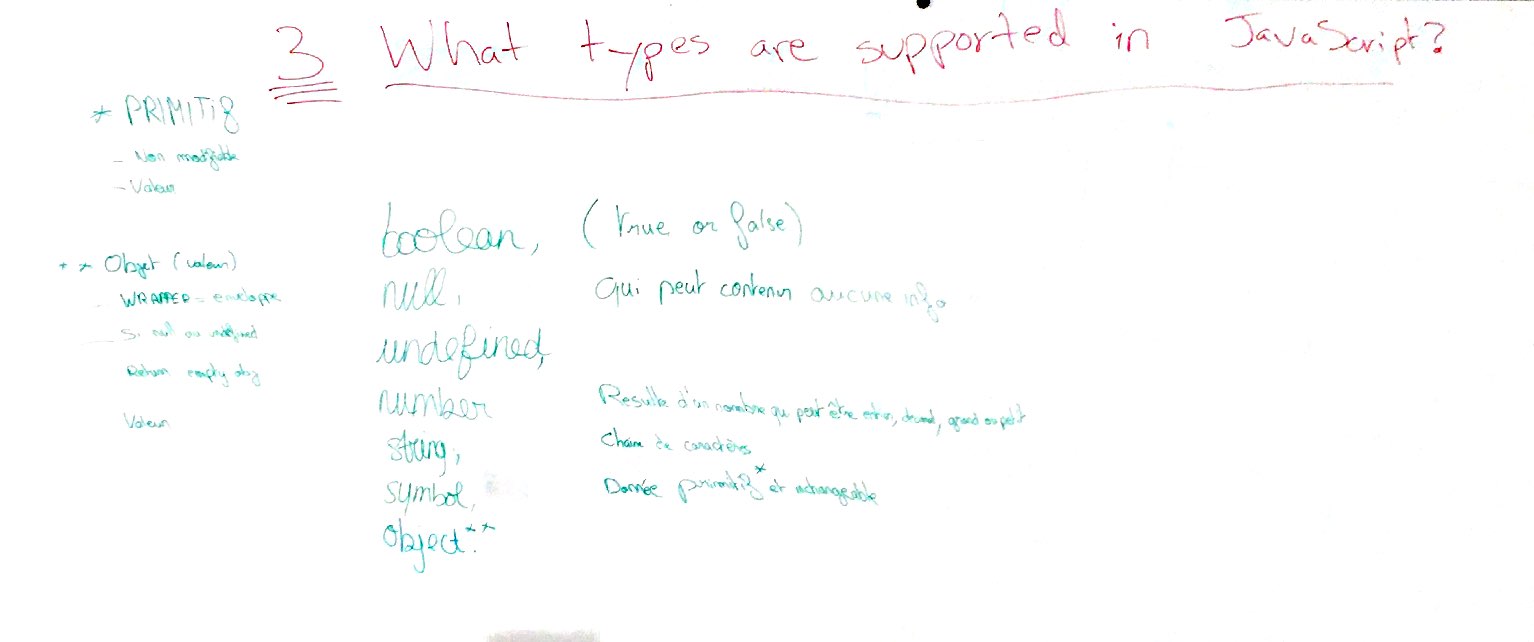 3 What types are supported in JavaScript?
* PRIMITIF
- Non modifiable
- Valeur
boolean, (true or false)
** Objet (valeur)
- WRAPPER = enveloppe
null, Qui peut contenir aucune info
- Si null ou undefined
undefined,
Return empty obj
number Resulte d'un nombre qui peut être entier, decimal, grand ou petit
Valeur
string, Chaine de caractères
symbol, Donnée primitif* et inchangeable
object.**